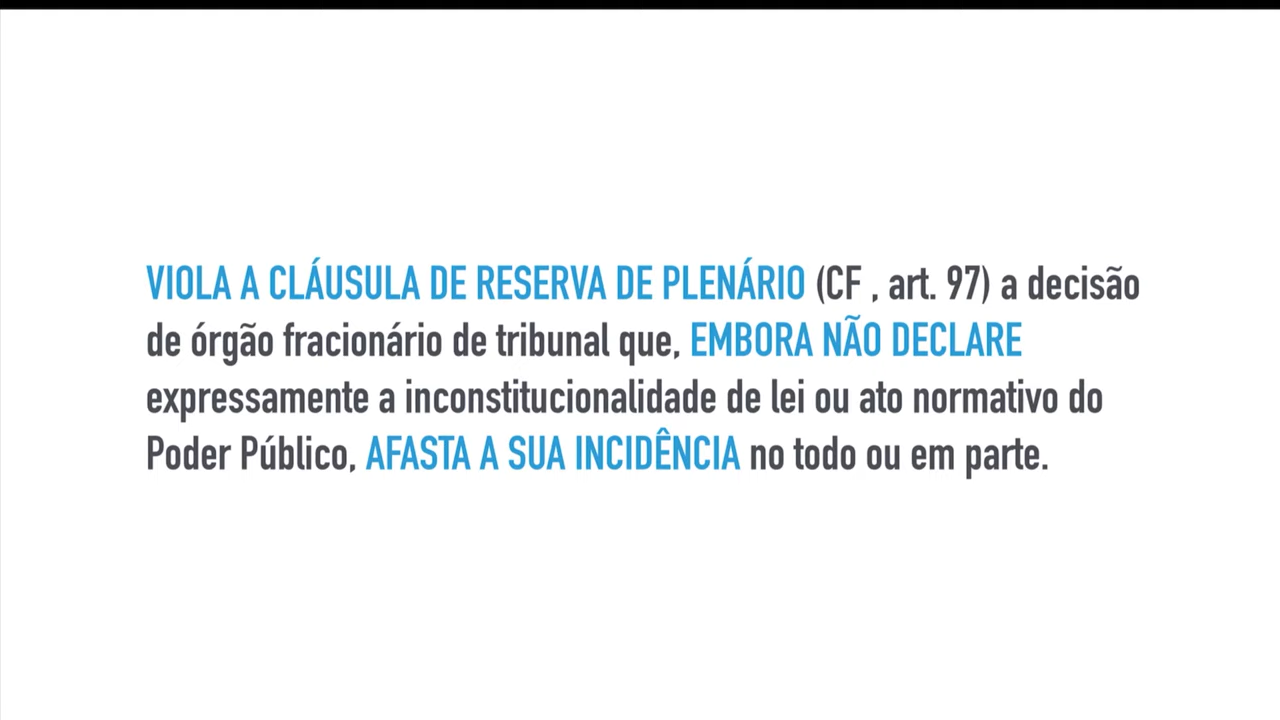 VIOLA A CLÁUSULA DE RESERVA DE PLENÁRIO (CF , art. 97) a decisão
de órgão fracionário de tribunal que, EMBORA NÃO DECLARE
expressamente a inconstitucionalidade de lei ou ato normativo do
Poder Público, AFASTA A SUA INCIDÊNCIA no todo ou em parte.